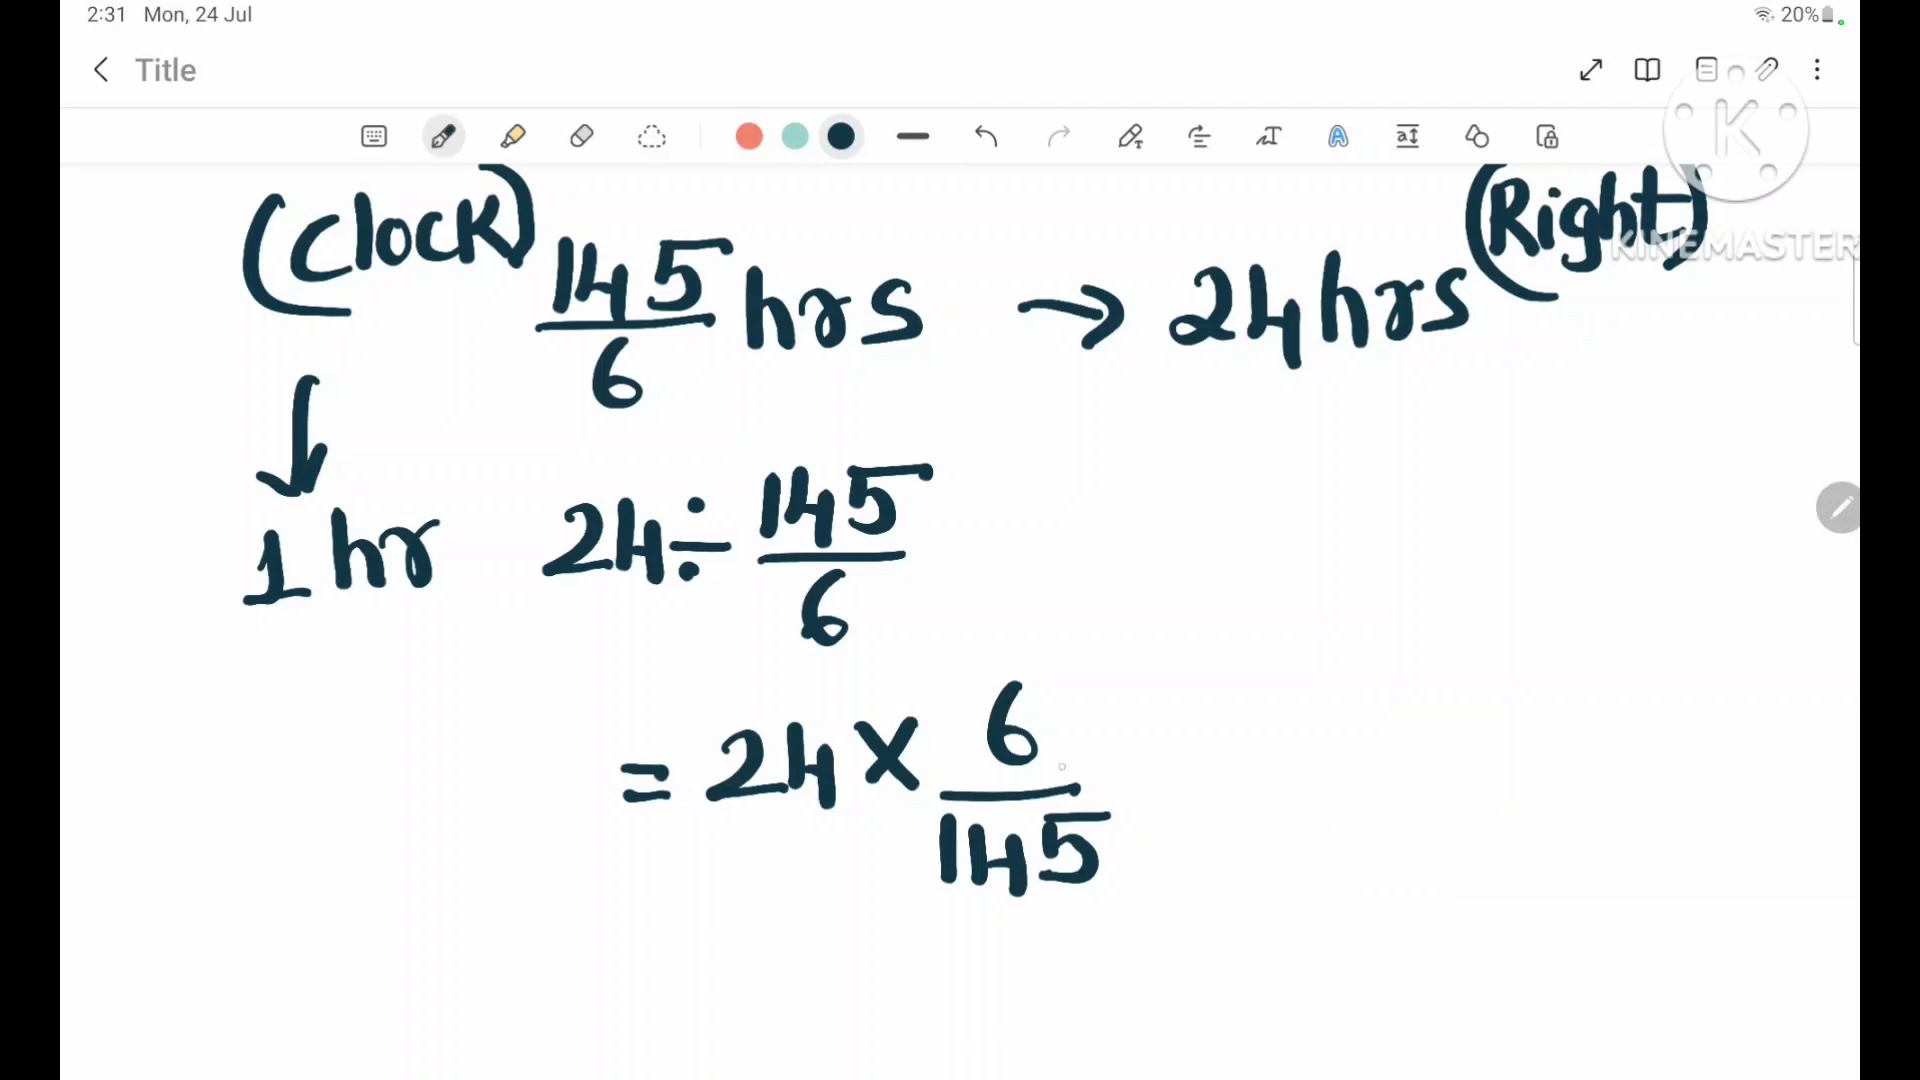 2:31 Mon, 24 Jul 20%
Title
K
KINEMASTER
(Clock) 145/6 hrs → 24 hrs (Right)
↓
1 hr 24 ÷ 145/6
= 24 × 6/145